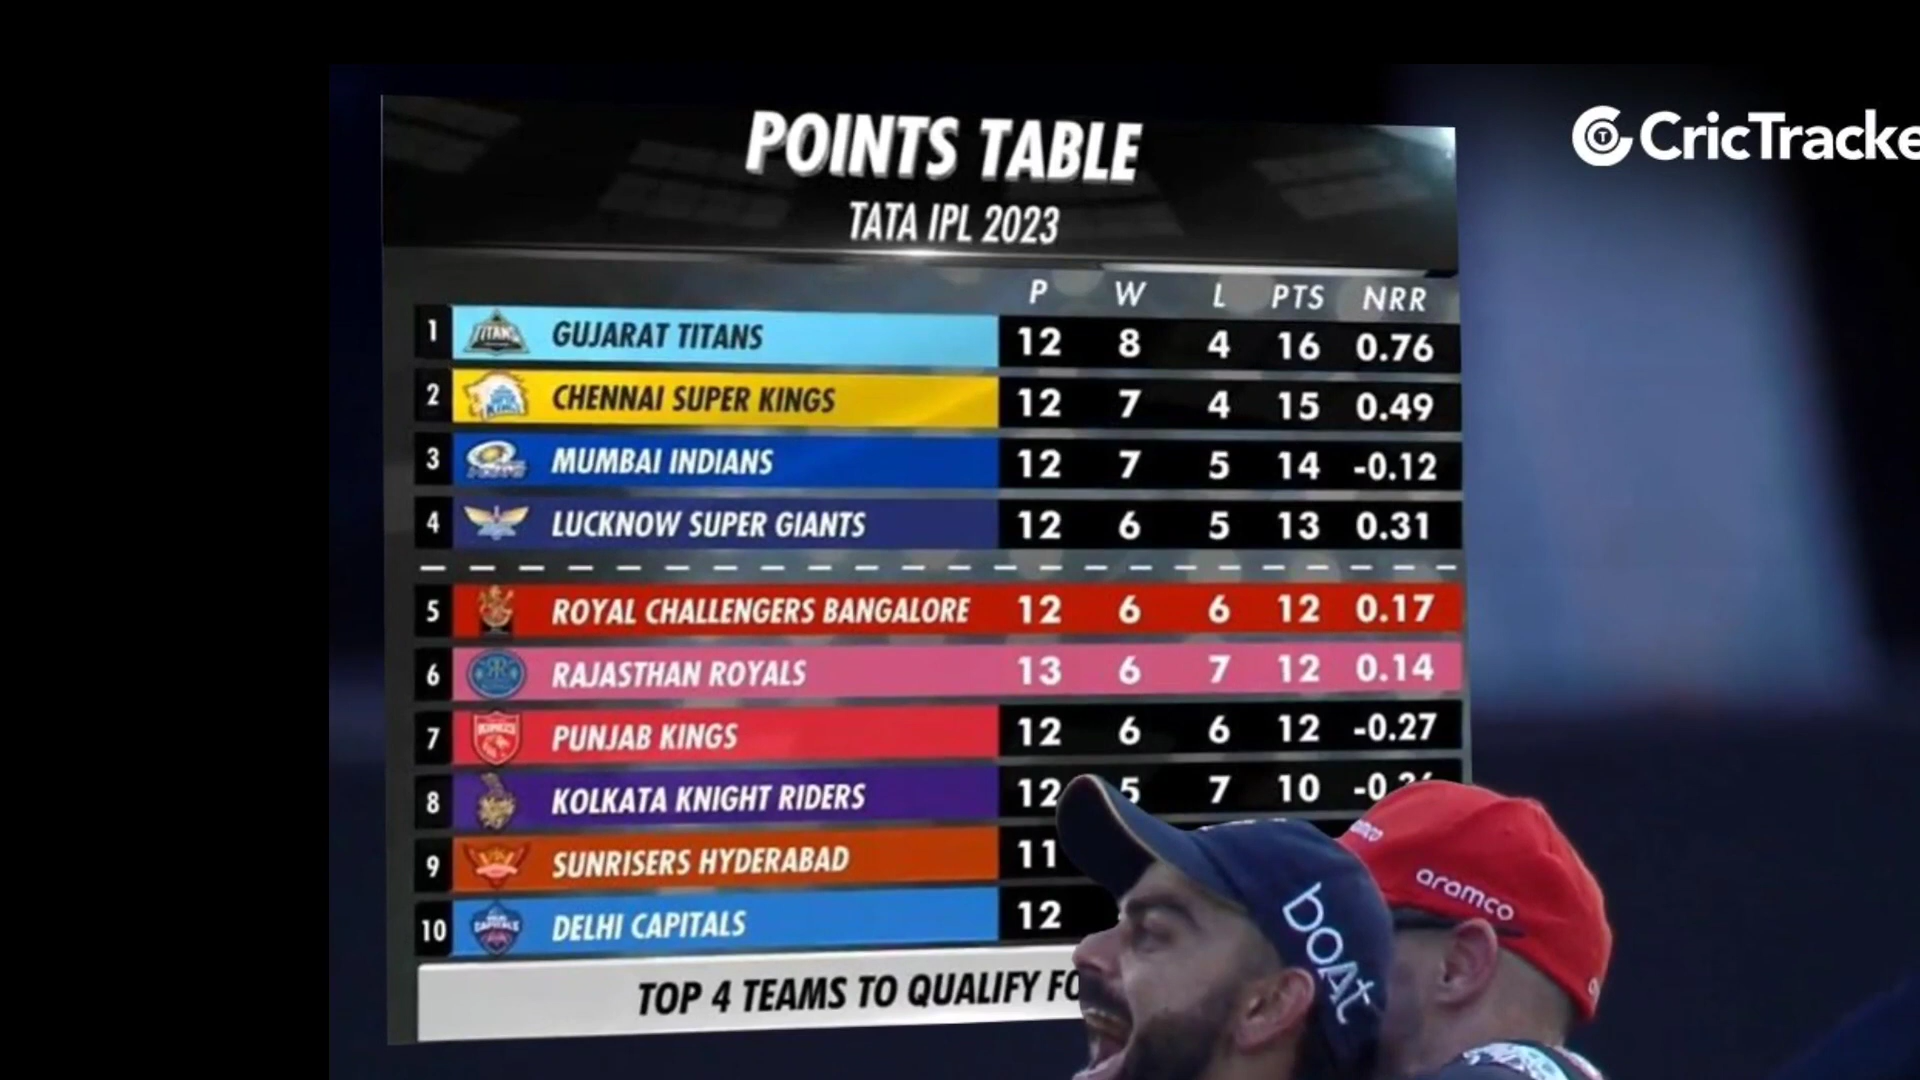 CricTracke
POINTS TABLE
TATA IPL 2023
P W L PTS NRR
1 TITANS GUJARAT TITANS 12 8 4 16 0.76
2 CHENNAI SUPER KINGS 12 7 4 15 0.49
3 MUMBAI INDIANS 12 7 5 14 -0.12
4 LUCKNOW SUPER GIANTS 12 6 5 13 0.31
5 ROYAL CHALLENGERS BANGALORE 12 6 6 12 0.17
6 RR RAJASTHAN ROYALS 13 6 7 12 0.14
7 PUNJAB KINGS 12 6 6 12 -0.27
8 KOLKATA KNIGHT RIDERS 12 5 7 10
9 SUNRISERS HYDERABAD 11
10 CAPITALS DELHI CAPITALS 12
TOP 4 TEAMS TO QUALIFY FO
boAt
aramco